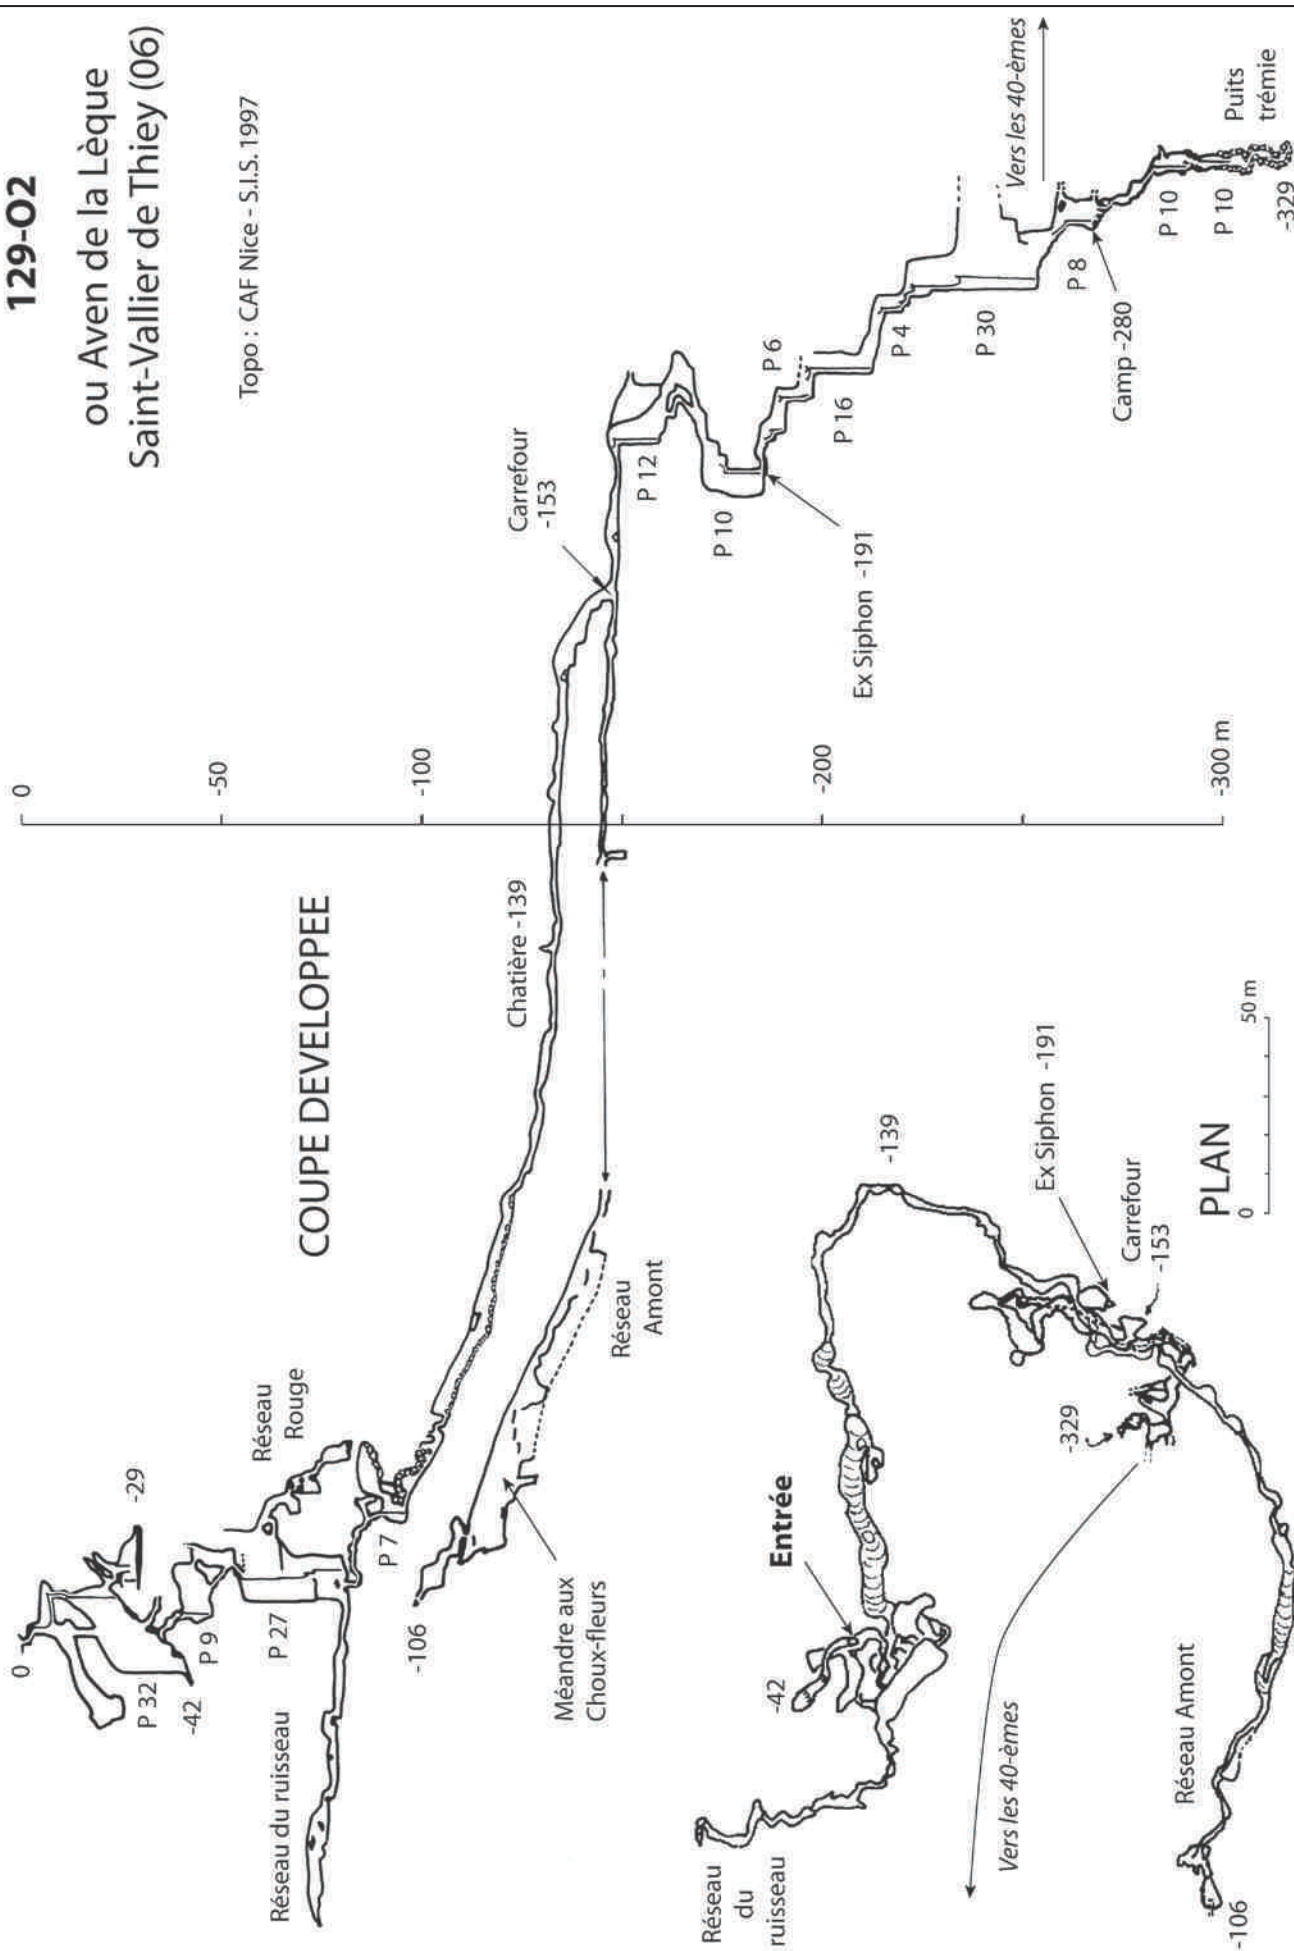 129-O2
ou Aven de la Lèque
Saint-Vallier de Thiey (06)
Topo : CAF Nice - S.I.S. 1997
COUPE DEVELOPPEE
0
-50
-100
-200
-300 m
0
P 32
-42
-29
P 9
P 27
Réseau
Rouge
P 7
Réseau du ruisseau
-106
Méandre aux
Choux-fleurs
Réseau
Amont
Chatière -139
Carrefour
-153
P 12
P 10
Ex Siphon -191
P 6
P 16
P 4
P 30
P 8
Camp -280
Vers les 40-èmes
P 10
P 10
Puits
trémie
-329
PLAN
0
50 m
Entrée
-42
Réseau
du
ruisseau
-139
Ex Siphon -191
Carrefour
-153
-329
Vers les 40-èmes
Réseau Amont
-106